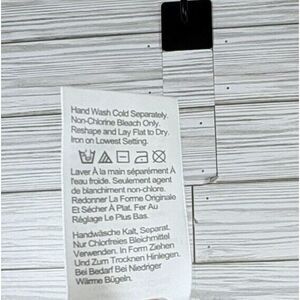 Hand Wash Cold Separately.
Non-Chlorine Bleach Only.
Reshape and Lay Flat to Dry.
Iron on Lowest Setting.
Laver À la main séparément À
l'eau froide. Seulement agent
de blanchiment non-chlore.
Redonner La Forme Originale
Et Sécher À Plat. Fer Au
Réglage Le Plus Bas.
Handwäsche Kalt, Separat.
Nur Chlorfreies Bleichmittel
Verwenden. In Form Ziehen
Und Zum Trocknen Hinlegen.
Bei Bedarf Bei Niedriger
Wärme Bügeln.